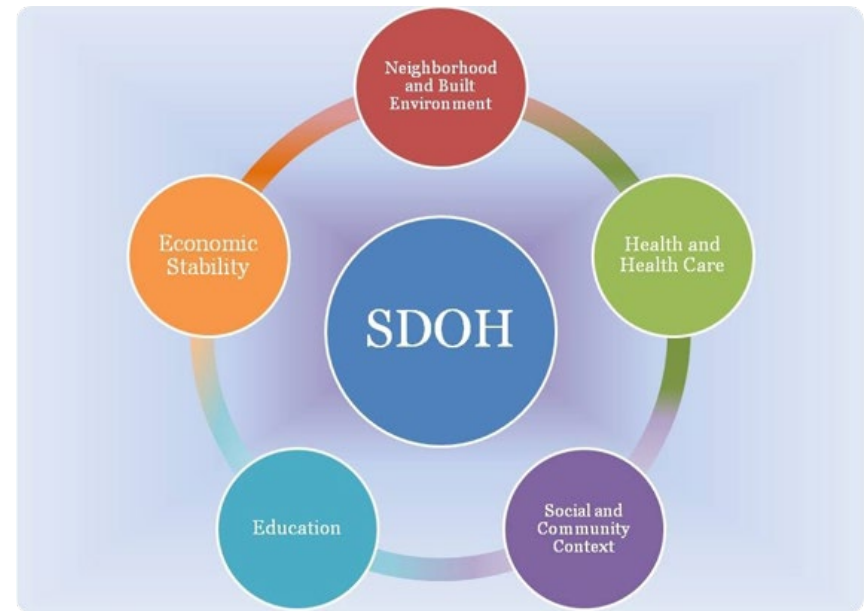 Neighborhood
and Built
Environment
Economic
Stability
Health and
Health Care
SDOH
Education
Social and
Community
Context